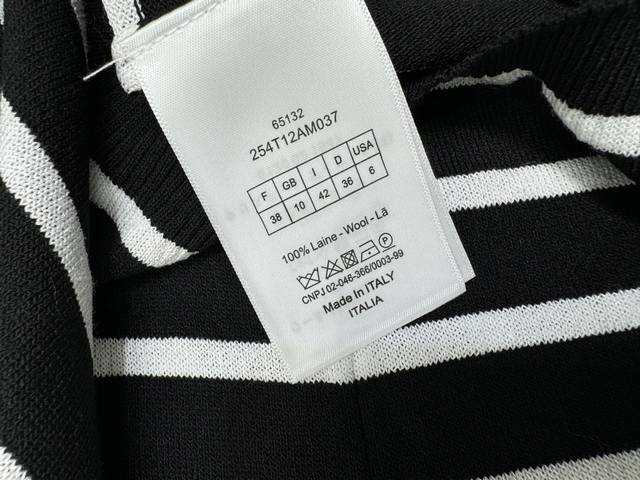 65132
254T12AM037
F GB I D USA
38 10 42 36 6
100% Laine - Wool - Lã
CNPJ 02-046-366/0003-99
Made In ITALY
ITALIA